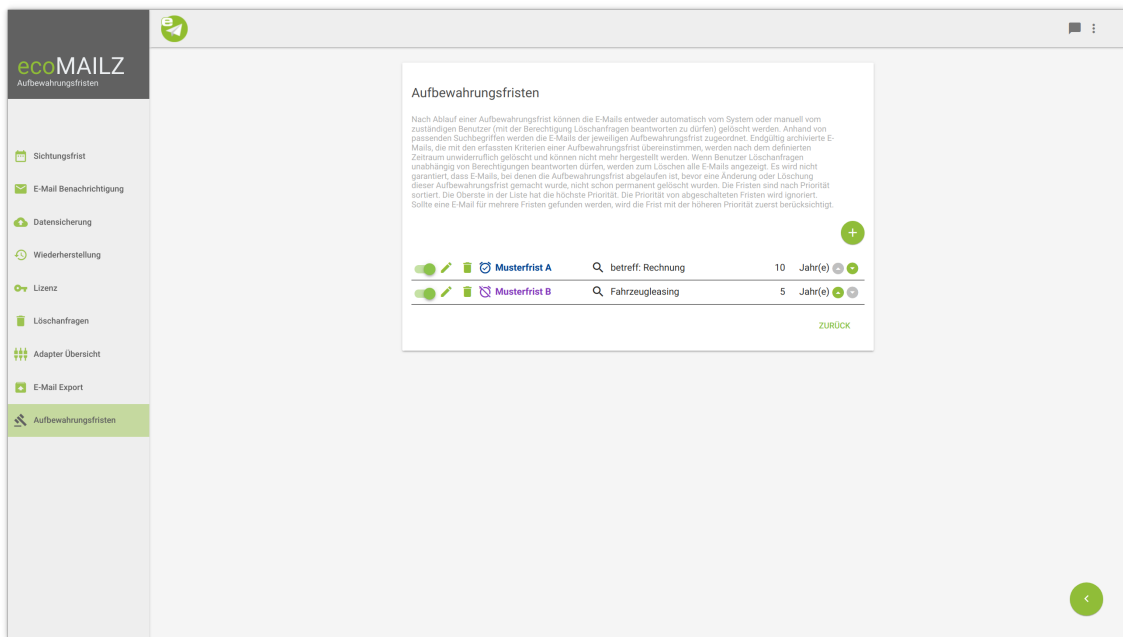 ecoMAILZ
Aufbewahrungsfristen
Sichtungsfrist
E-Mail Benachrichtigung
Datensicherung
Wiederherstellung
Lizenz
Löschanfragen
Adapter Übersicht
E-Mail Export
Aufbewahrungsfristen
e
Aufbewahrungsfristen
Nach Ablauf einer Aufbewahrungsfrist können die E-Mails entweder automatisch vom System oder manuell vom
zuständigen Benutzer (mit der Berechtigung Löschanfragen beantworten zu dürfen) gelöscht werden. Anhand von
passenden Suchbegriffen werden die E-Mails der jeweiligen Aufbewahrungsfrist zugeordnet. Endgültig archivierte E-
Mails, die mit den erfassten Kriterien einer Aufbewahrungsfrist übereinstimmen, werden nach dem definierten
Zeitraum unwiderruflich gelöscht und können nicht mehr hergestellt werden. Wenn Benutzer Löschanfragen
unabhängig von Berechtigungen beantworten dürfen, werden zum Löschen alle E-Mails angezeigt. Es wird nicht
garantiert, dass E-Mails, bei denen die Aufbewahrungsfrist abgelaufen ist, bevor eine Änderung oder Löschung
dieser Aufbewahrungsfrist gemacht wurde, nicht schon permanent gelöscht wurden. Die Fristen sind nach Priorität
sortiert. Die Oberste in der Liste hat die höchste Priorität. Die Priorität von abgeschalteten Fristen wird ignoriert.
Sollte eine E-Mail für mehrere Fristen gefunden werden, wird die Frist mit der höheren Priorität zuerst berücksichtigt.
Musterfrist A betreff: Rechnung 10 Jahr(e)
Musterfrist B Fahrzeugleasing 5 Jahr(e)
ZURÜCK